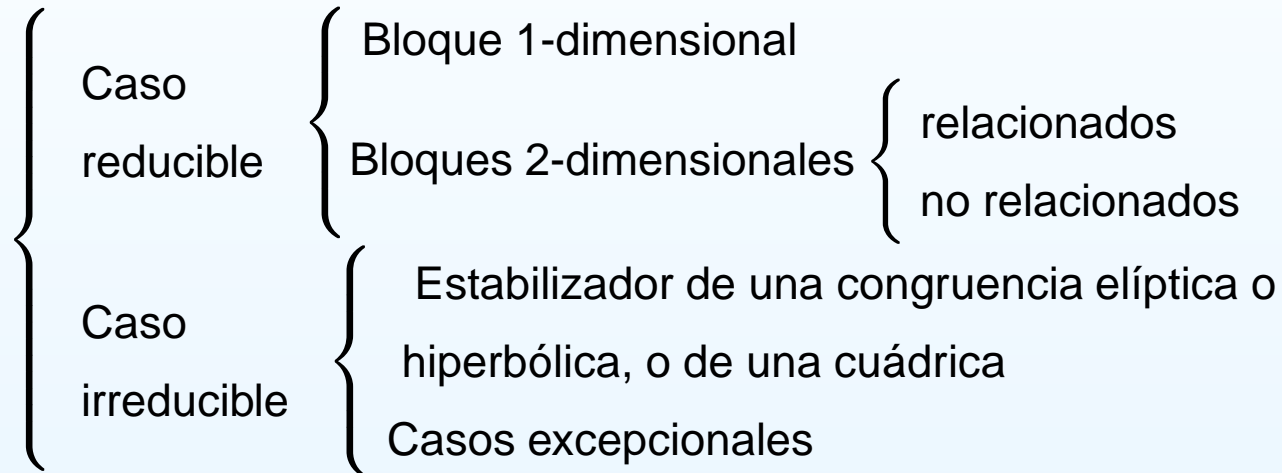 Caso
reducible
Bloque 1-dimensional
Bloques 2-dimensionales
relacionados
no relacionados
Caso
irreducible
Estabilizador de una congruencia elíptica o
hiperbólica, o de una cuádrica
Casos excepcionales